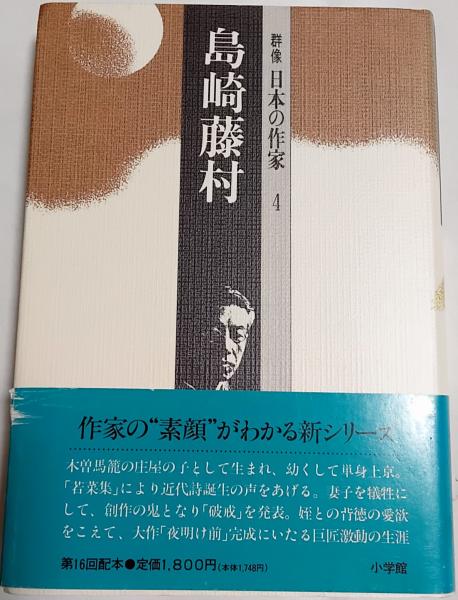 群像 日本の作家 4
島崎藤村
作家の“素顔”がわかる新シリーズ
木曽馬籠の庄屋の子として生まれ、幼くして単身上京。
「若菜集」により近代詩誕生の声をあげる。妻子を犠牲に
して、創作の鬼となり「破戒」を発表。姪との背徳の愛欲
をこえて、大作「夜明け前」完成にいたる巨匠激動の生涯
第16回配本●定価1,800円(本体1,748円)
小学館